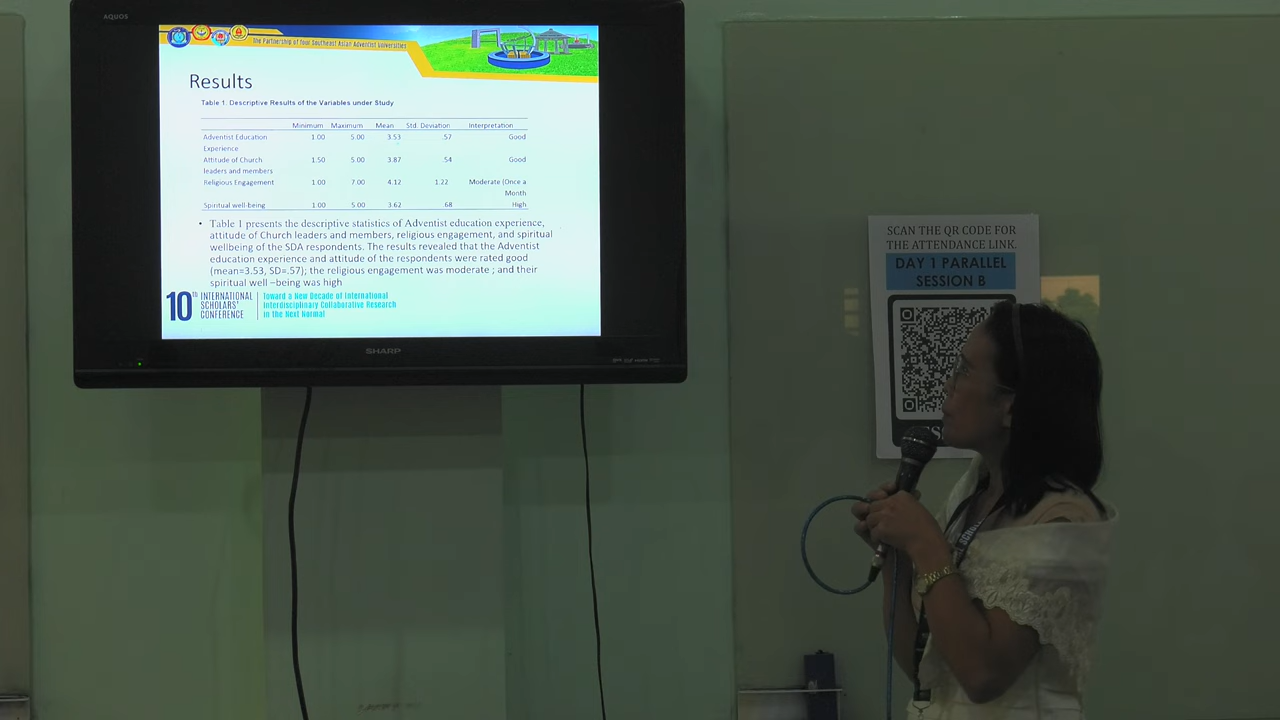 AQUOS
The Partnership of four Southeast Asian Adventist Universities
Results
Table 1. Descriptive Results of the Variables under Study
Minimum Maximum Mean Std. Deviation Interpretation
Adventist Education Experience 1.00 5.00 3.53 .57 Good
Attitude of Church leaders and members 1.50 5.00 3.87 .54 Good
Religious Engagement 1.00 7.00 4.12 1.22 Moderate (Once a Month
Spiritual well-being 1.00 5.00 3.62 .68 High
• Table 1 presents the descriptive statistics of Adventist education experience,
attitude of Church leaders and members, religious engagement, and spiritual
wellbeing of the SDA respondents. The results revealed that the Adventist
education experience and attitude of the respondents were rated good
(mean=3.53, SD=.57); the religious engagement was moderate ; and their
spiritual well –being was high
10TH INTERNATIONAL SCHOLARS' CONFERENCE
Toward a New Decade of International
Interdisciplinary Collaborative Research
in the Next Normal
SHARP
SCAN THE QR CODE FOR
THE ATTENDANCE LINK.
DAY 1 PARALLEL
SESSION B